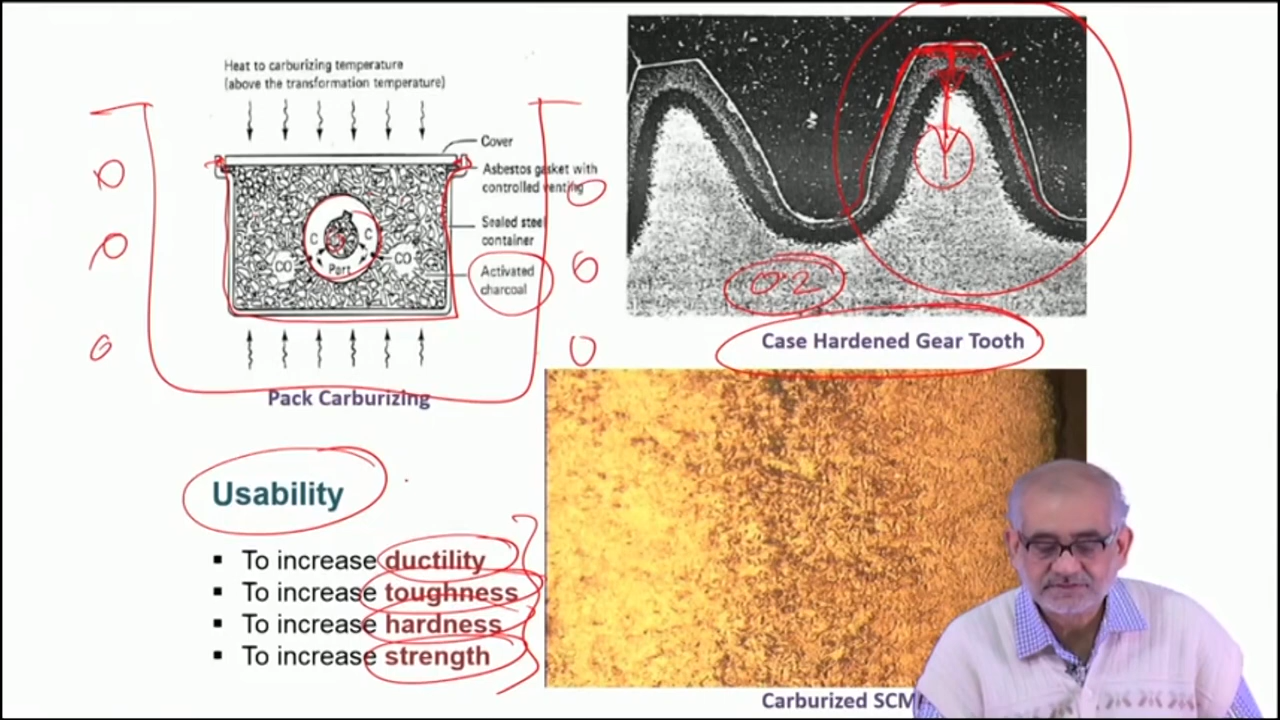 Heat to carburizing temperature
(above the transformation temperature)
Cover
Asbestos gasket with
controlled venting
Sealed steel
container
Activated
charcoal
C
C
CO
CO
Part
Pack Carburizing
0.2
Case Hardened Gear Tooth
Usability
▪ To increase ductility
▪ To increase toughness
▪ To increase hardness
▪ To increase strength
Carburized SCM